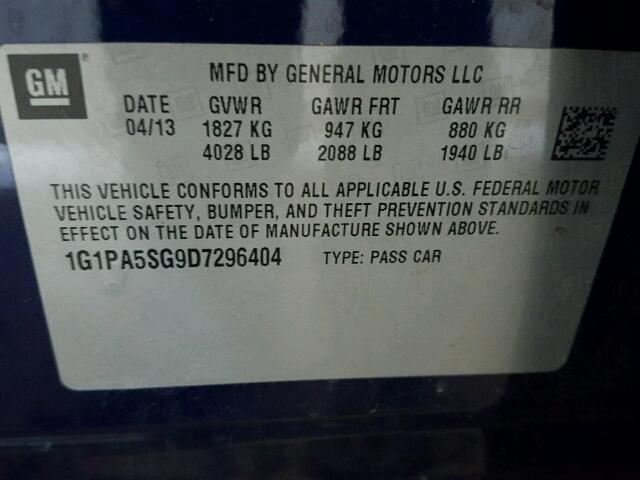 GM ®
MFD BY GENERAL MOTORS LLC
DATE GVWR GAWR FRT GAWR RR
04/13 1827 KG 947 KG 880 KG
4028 LB 2088 LB 1940 LB
THIS VEHICLE CONFORMS TO ALL APPLICABLE U.S. FEDERAL MOTOR
VEHICLE SAFETY, BUMPER, AND THEFT PREVENTION STANDARDS IN
EFFECT ON THE DATE OF MANUFACTURE SHOWN ABOVE.
1G1PA5SG9D7296404 TYPE: PASS CAR